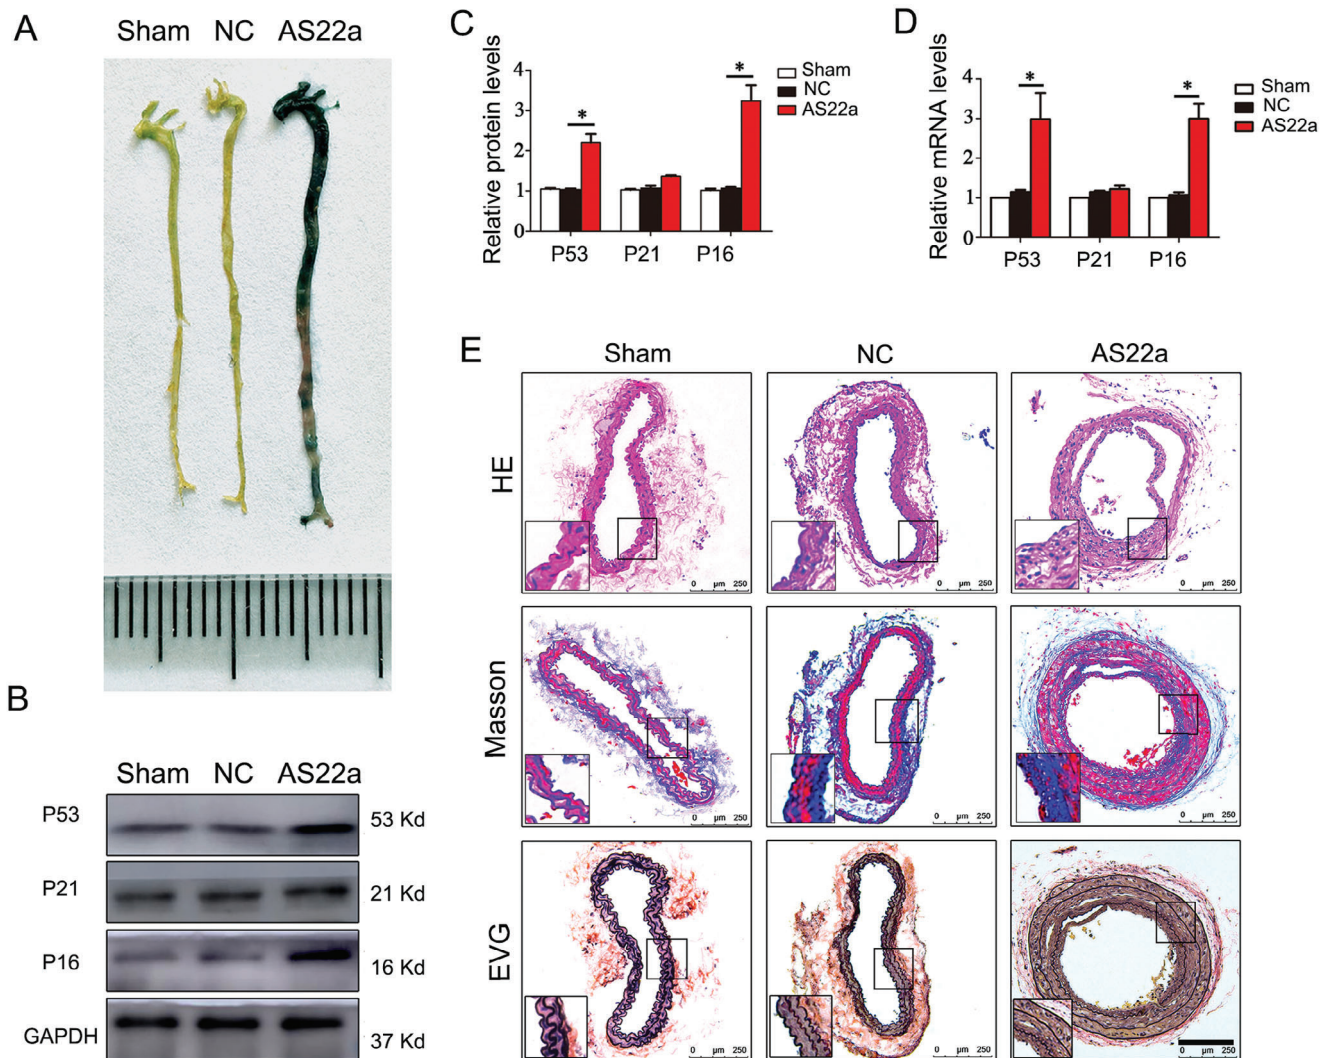 A
Sham NC AS22a
B
Sham NC AS22a
P53 53 Kd
P21 21 Kd
P16 16 Kd
GAPDH 37 Kd
C
Relative protein levels
4
3
2
1
0
P53 P21 P16
*
*
Sham
NC
AS22a
D
Relative mRNA levels
4
3
2
1
0
P53 P21 P16
*
*
Sham
NC
AS22a
E
Sham NC AS22a
HE
0 µm 250
0 µm 250
0 µm 250
Masson
0 µm 250
0 µm 250
0 µm 250
EVG
0 µm 250
0 µm 250
0 µm 250